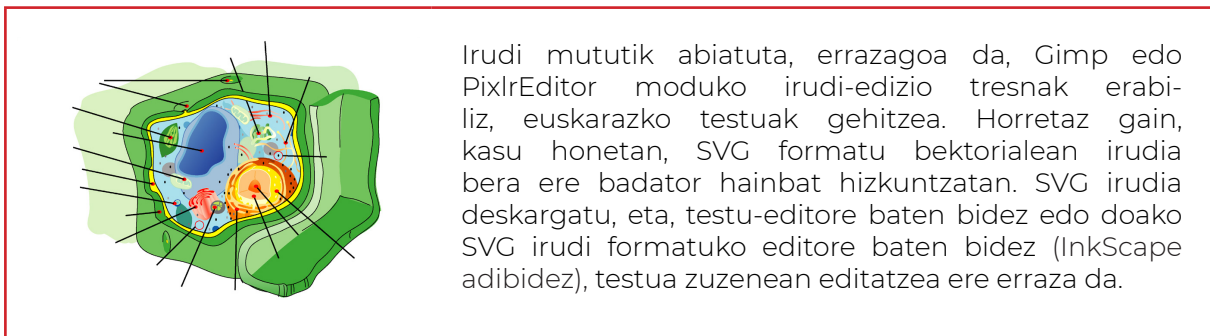 Irudi mututik abiatuta, errazagoa da, Gimp edo
PixlrEditor moduko irudi-edizio tresnak erabi-
liz, euskarazko testuak gehitzea. Horretaz gain,
kasu honetan, SVG formatu bektorialean irudia
bera ere badator hainbat hizkuntzatan. SVG irudia
deskargatu, eta, testu-editore baten bidez edo doako
SVG irudi formatuko editore baten bidez (InkScape
adibidez), testua zuzenean editatzea ere erraza da.